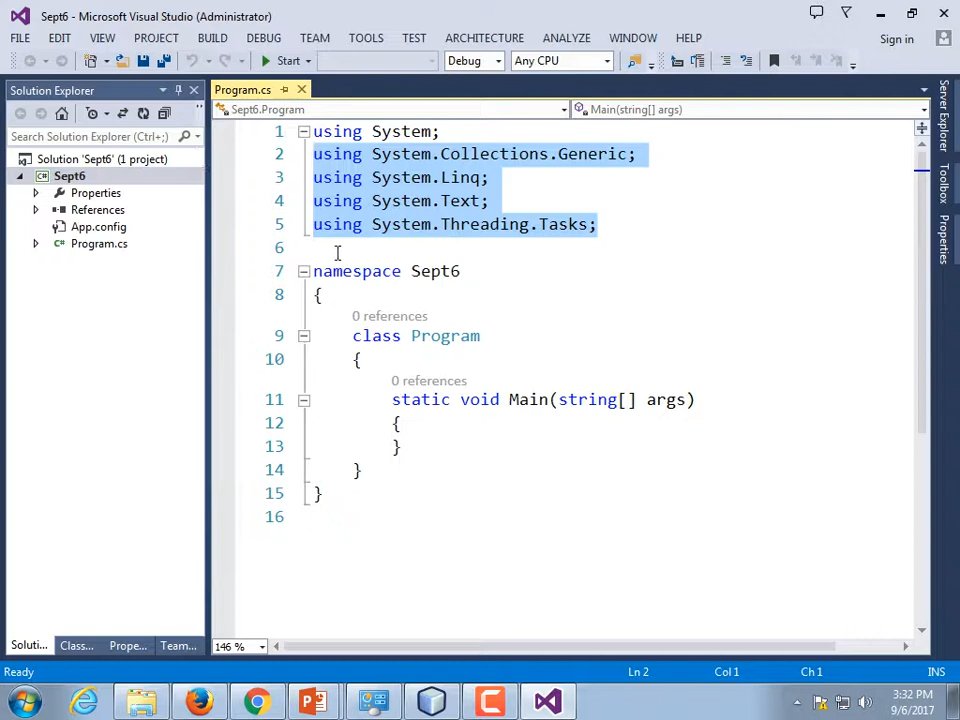 Sept6 - Microsoft Visual Studio (Administrator)
FILE EDIT VIEW PROJECT BUILD DEBUG TEAM TOOLS TEST ARCHITECTURE ANALYZE WINDOW HELP Sign in
Start Debug Any CPU
Solution Explorer
Search Solution Explorer (Ctrl+;)
Solution 'Sept6' (1 project)
Sept6
Properties
References
App.config
Program.cs
Soluti... Class... Prope... Team...
Program.cs
Sept6.Program Main(string[] args)
1 using System;
2 using System.Collections.Generic;
3 using System.Linq;
4 using System.Text;
5 using System.Threading.Tasks;
6
7 namespace Sept6
8 {
0 references
9 class Program
10 {
0 references
11 static void Main(string[] args)
12 {
13 }
14 }
15 }
16
146 %
Server Explorer
Toolbox
Properties
Ready Ln 2 Col 1 Ch 1 INS
3:32 PM
9/6/2017